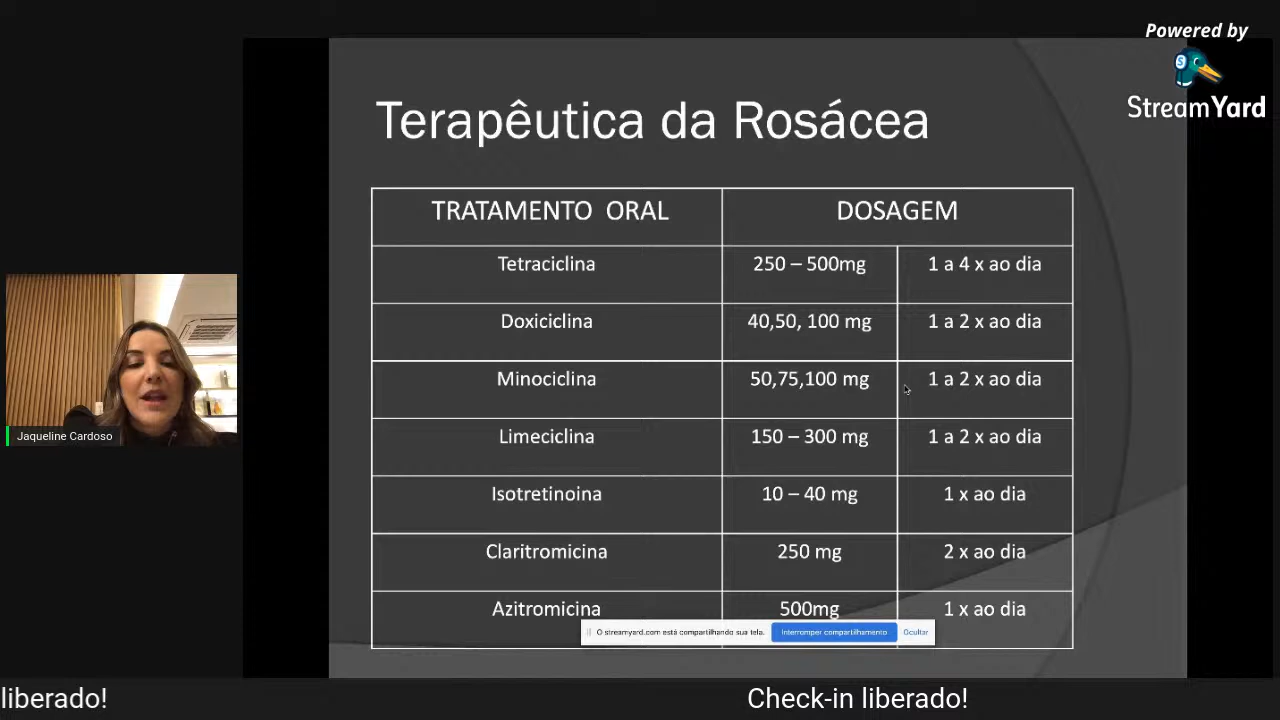 Powered by
StreamYard
Terapêutica da Rosácea
TRATAMENTO ORAL DOSAGEM
Tetraciclina 250 – 500mg 1 a 4 x ao dia
Doxiciclina 40,50, 100 mg 1 a 2 x ao dia
Minociclina 50,75,100 mg 1 a 2 x ao dia
Limeciclina 150 – 300 mg 1 a 2 x ao dia
Isotretinoina 10 – 40 mg 1 x ao dia
Claritromicina 250 mg 2 x ao dia
Azitromicina 500mg 1 x ao dia
O streamyard.com está compartilhando sua tela. Interromper compartilhamento Ocultar
Jaqueline Cardoso
liberado! Check-in liberado!